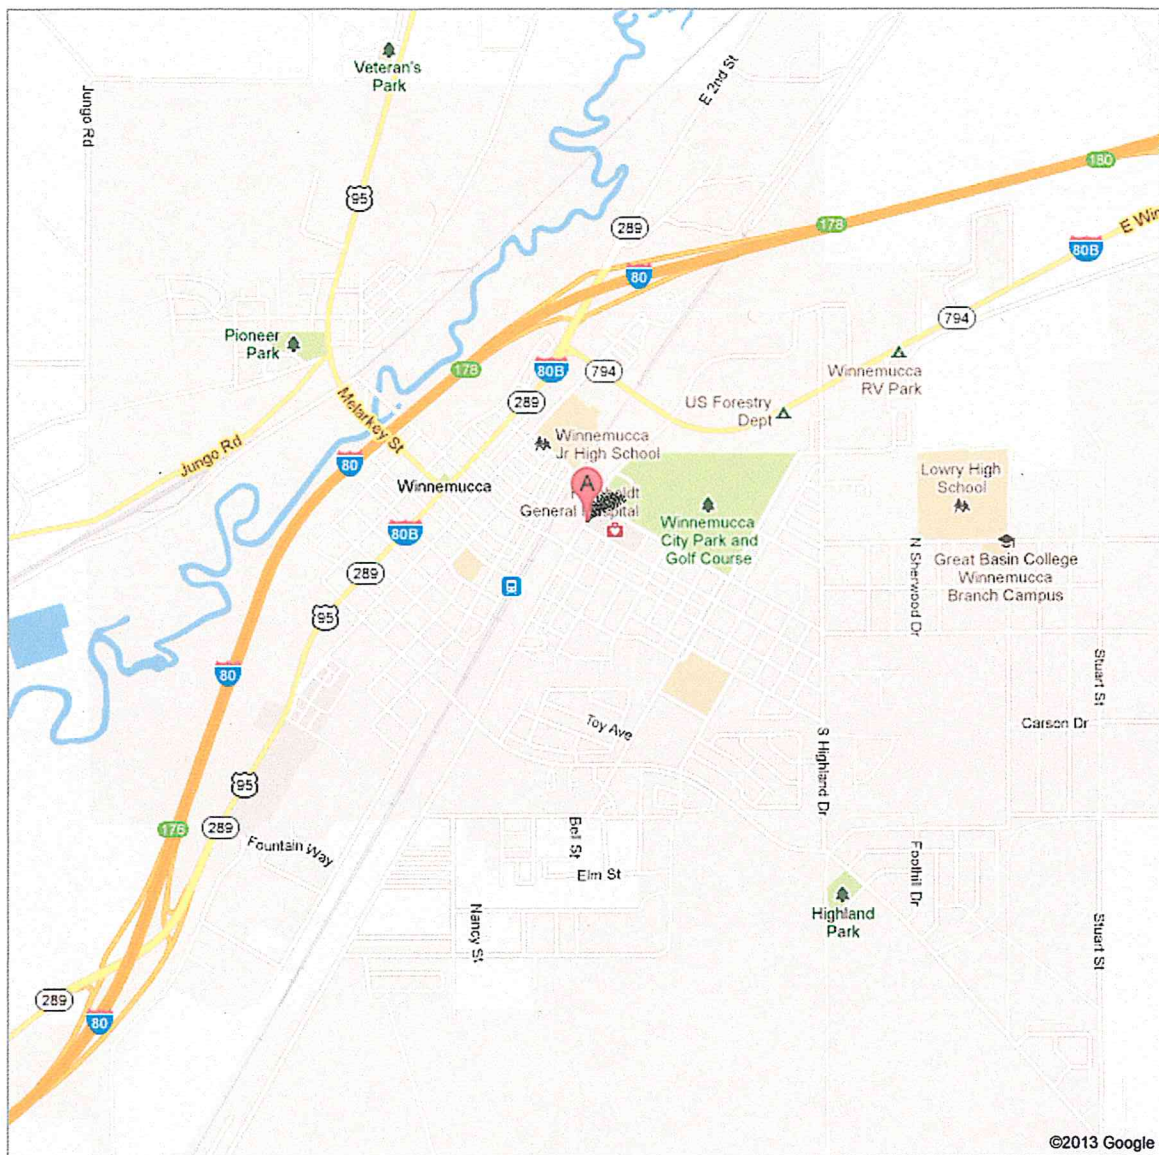 Veteran's
Park
Jungo Rd
E 2nd St
180
95
289
178
80
80B
E Win
794
Pioneer
Park
178
80B
794
Winnemucca
RV Park
289
US Forestry
Dept
Melarkey St
Jungo Rd
Winnemucca
Jr High School
80
Lowry High
School
Winnemucca
A
General Hospital
Winnemucca
City Park and
Golf Course
80B
289
N Sherwood Dr
Great Basin College
Winnemucca
Branch Campus
95
80
Stuart St
Toy Ave
Carson Dr
S Highland Dr
95
176
289
Fountain Way
Bell St
Elm St
Foothill Dr
Highland
Park
Nancy St
Stuart St
289
80
©2013 Google